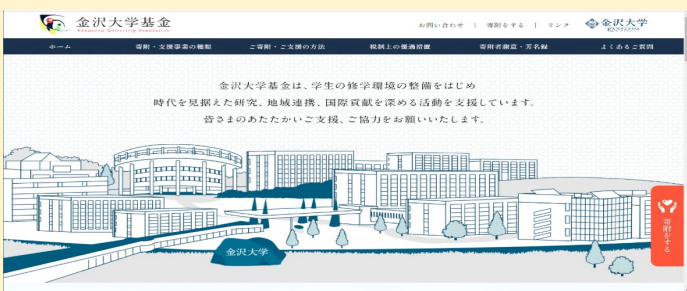 金沢大学基金
Kanazawa University Foundation
お問い合わせ | 寄附をする | リンク
金沢大学
KANAZAWA
ホーム 寄附・支援事業の種類 ご寄附・ご支援の方法 税制上の優遇措置 寄附者顕意・芳名録 よくあるご質問
金沢大学基金は、学生の修学環境の整備をはじめ
時代を見据えた研究、地域連携、国際貢献を深める活動を支援しています。
皆さまのあたたかいご支援、ご協力をお願いいたします。
寄附をする
金沢大学